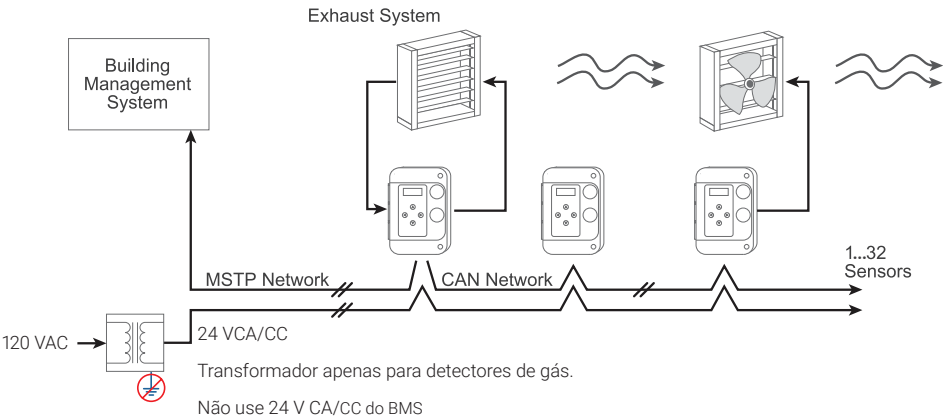 Exhaust System
Building
Management
System
1...32
Sensors
MSTP Network
CAN Network
120 VAC
24 VCA/CC
Transformador apenas para detectores de gás.
Não use 24 V CA/CC do BMS